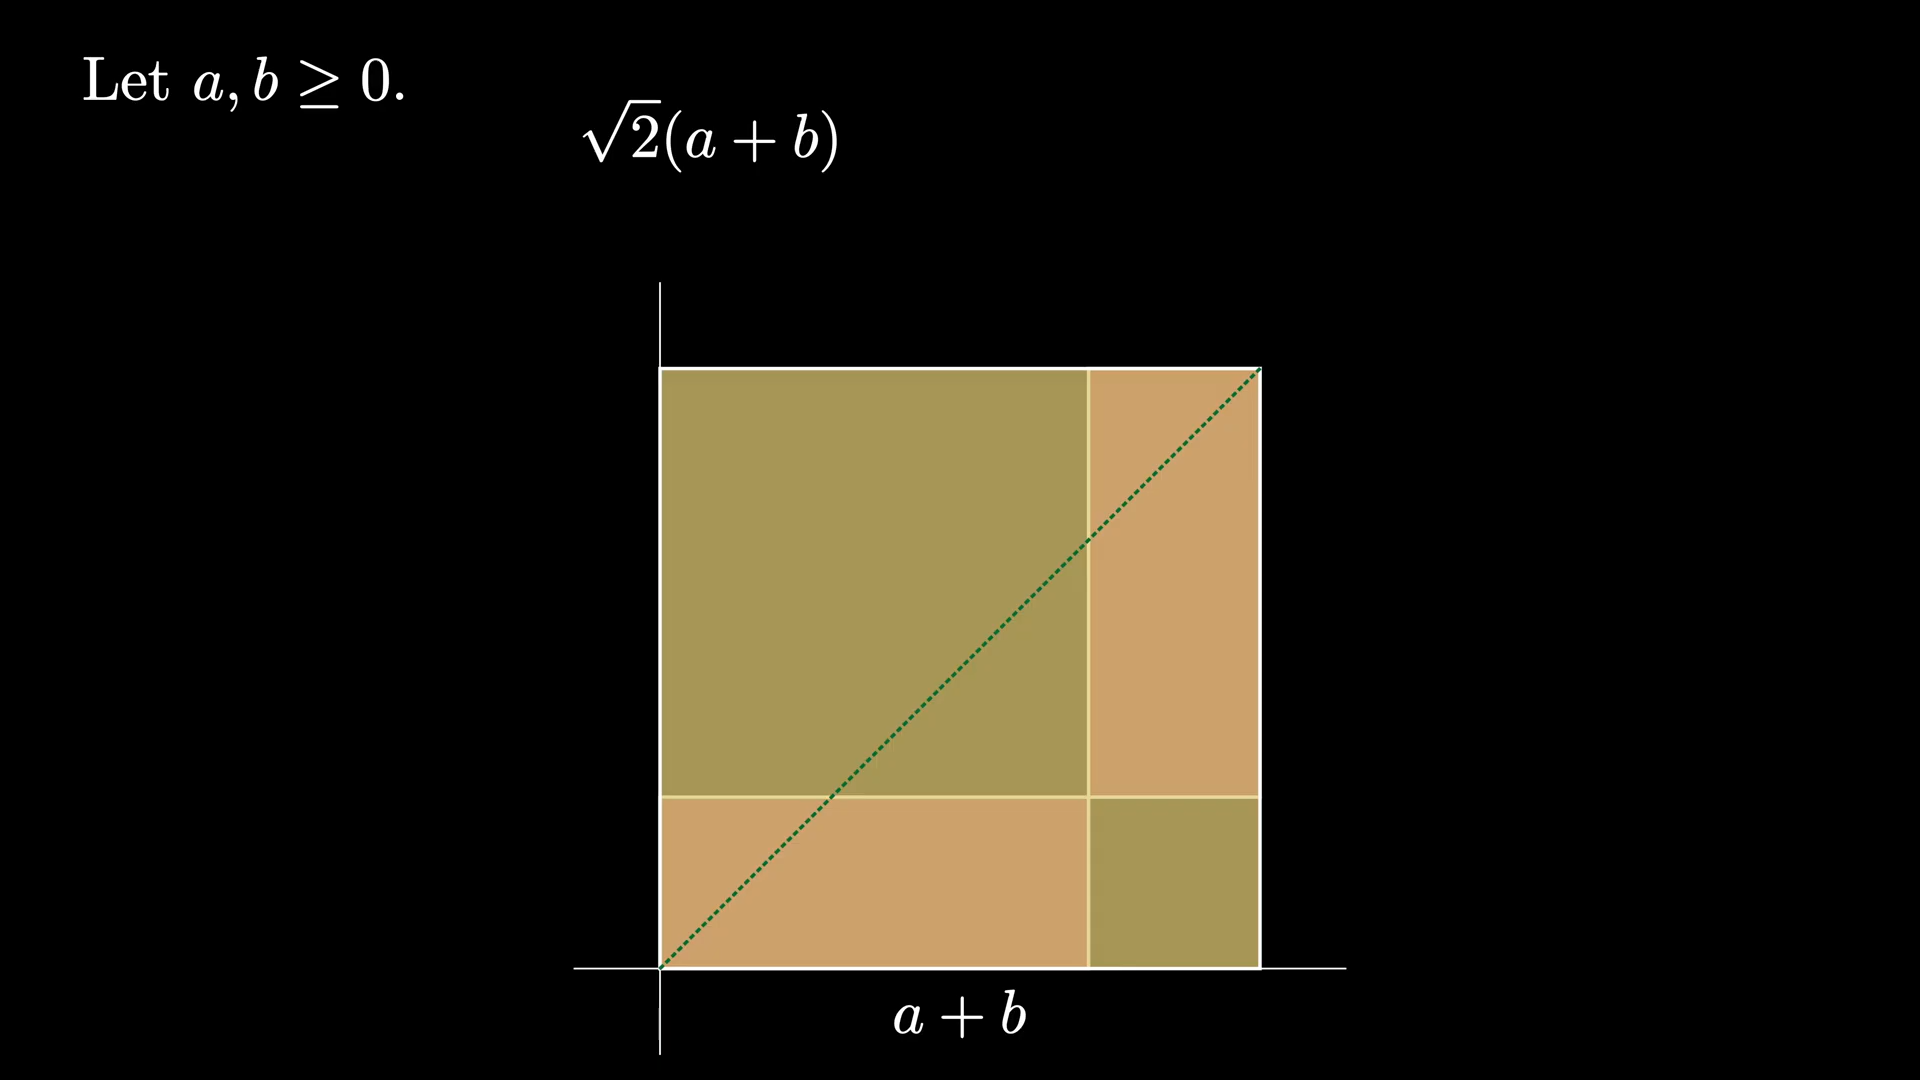 Let a, b ≥ 0.
√2(a + b)
a + b